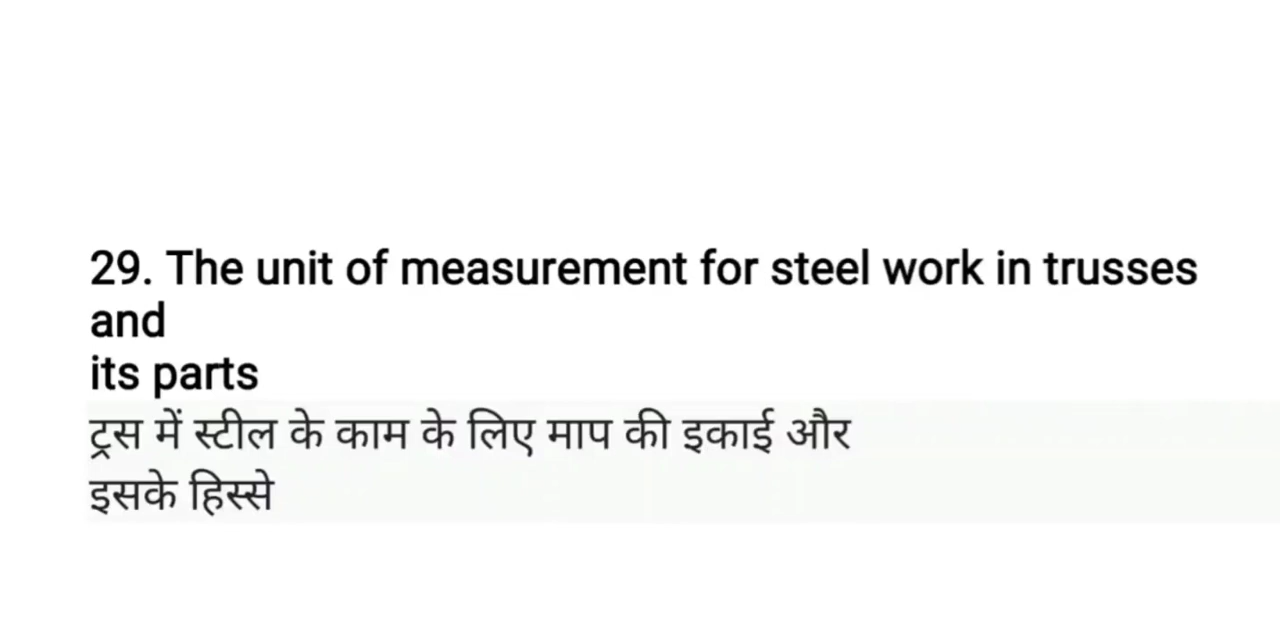 29. The unit of measurement for steel work in trusses
and
its parts
ट्रस में स्टील के काम के लिए माप की इकाई और
इसके हिस्से